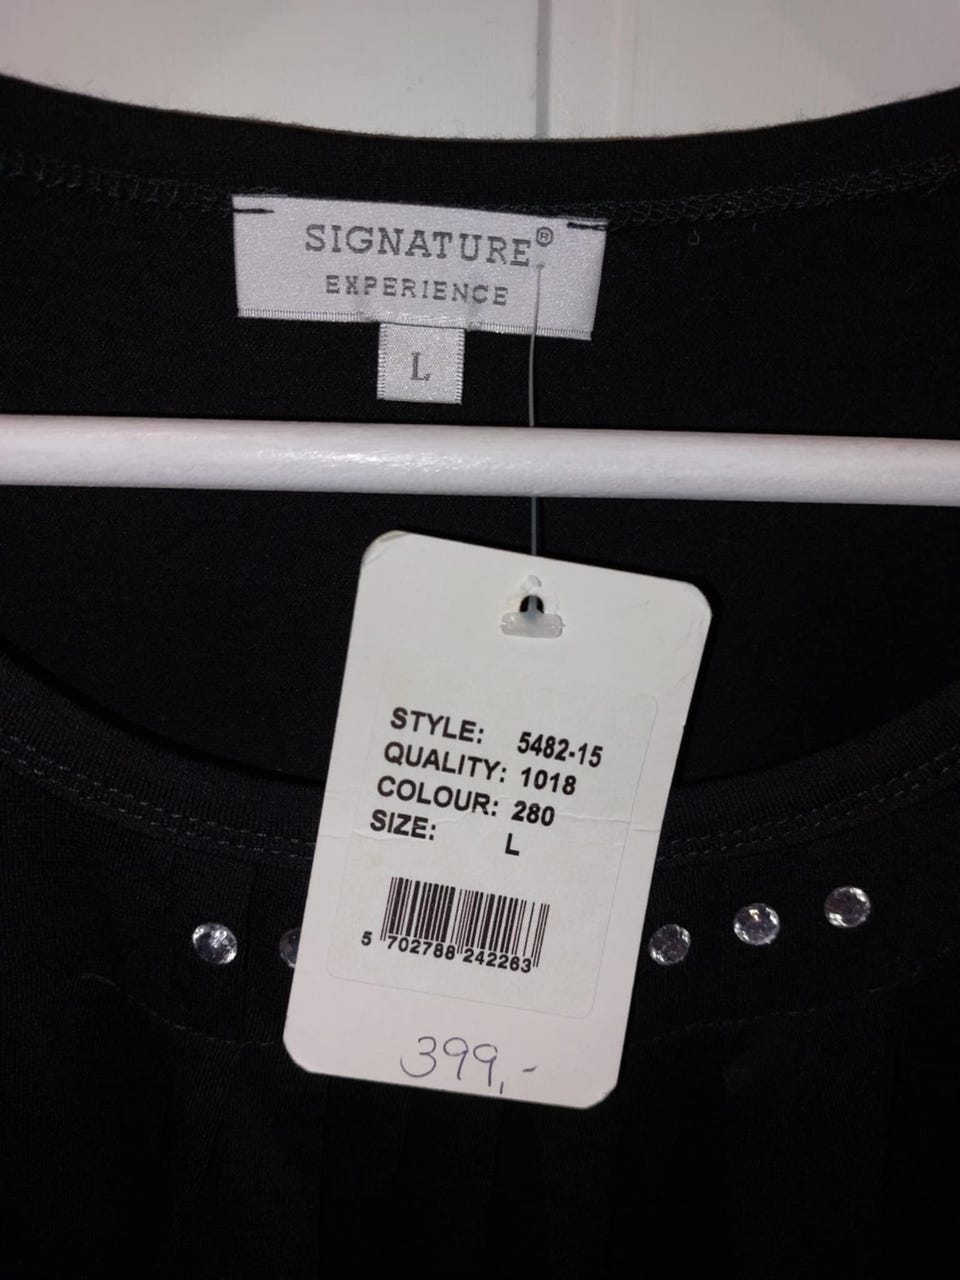 SIGNATURE®
EXPERIENCE
L
STYLE: 5482-15
QUALITY: 1018
COLOUR: 280
SIZE: L
5 702788 242263
399,-